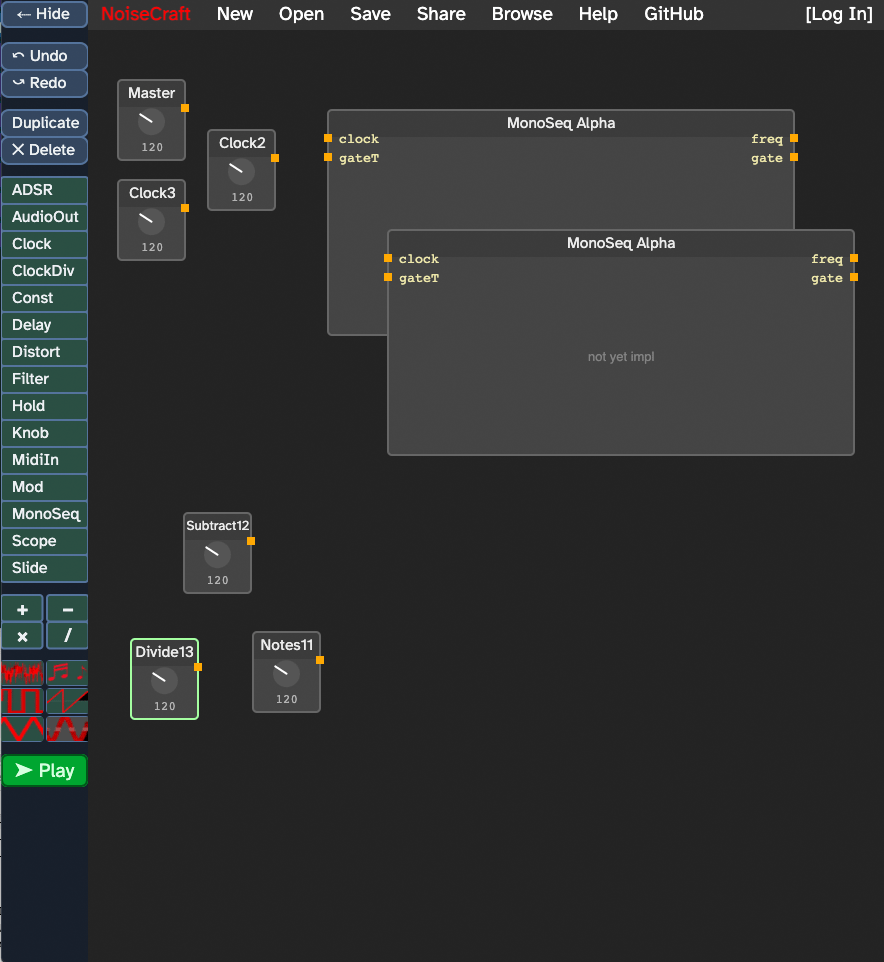 ← Hide
NoiseCraft New Open Save Share Browse Help GitHub [Log In]
Undo
Redo
Duplicate
✕ Delete
ADSR
AudioOut
Clock
ClockDiv
Const
Delay
Distort
Filter
Hold
Knob
MidiIn
Mod
MonoSeq
Scope
Slide
+ −
× /
➤ Play
Master
120
Clock2
120
Clock3
120
MonoSeq Alpha
clock freq
gateT gate
MonoSeq Alpha
clock freq
gateT gate
not yet impl
Subtract12
120
Divide13
120
Notes11
120